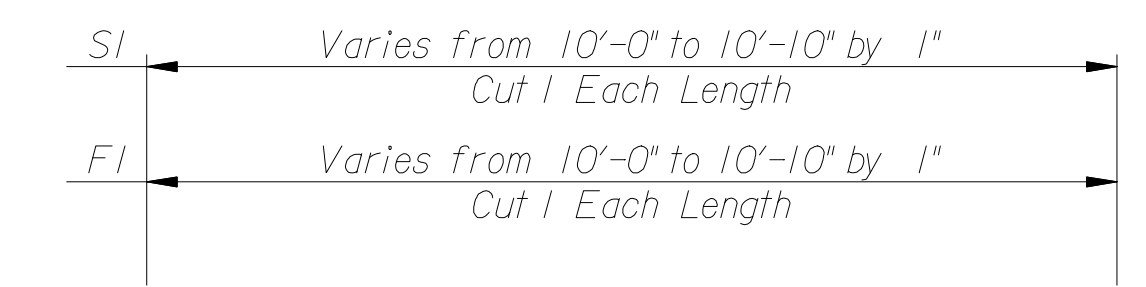 S1 Varies from 10'-0" to 10'-10" by 1"
Cut 1 Each Length
F1 Varies from 10'-0" to 10'-10" by 1"
Cut 1 Each Length